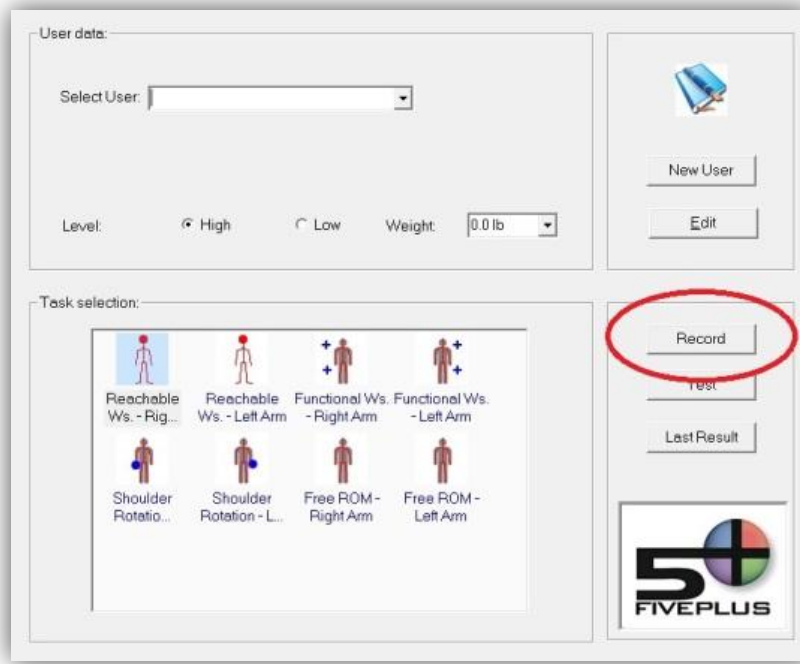 User data:
Select User:
New User
Level:
High
Low
Weight:
0.0 lb
Edit
Task selection:
Reachable
Ws. - Rig...
Reachable
Ws. - Left Arm
Functional Ws.
- Right Arm
Functional Ws.
- Left Arm
Shoulder
Rotatio...
Shoulder
Rotation - L...
Free ROM -
Right Arm
Free ROM -
Left Arm
Record
Test
Last Result
5+
FIVEPLUS